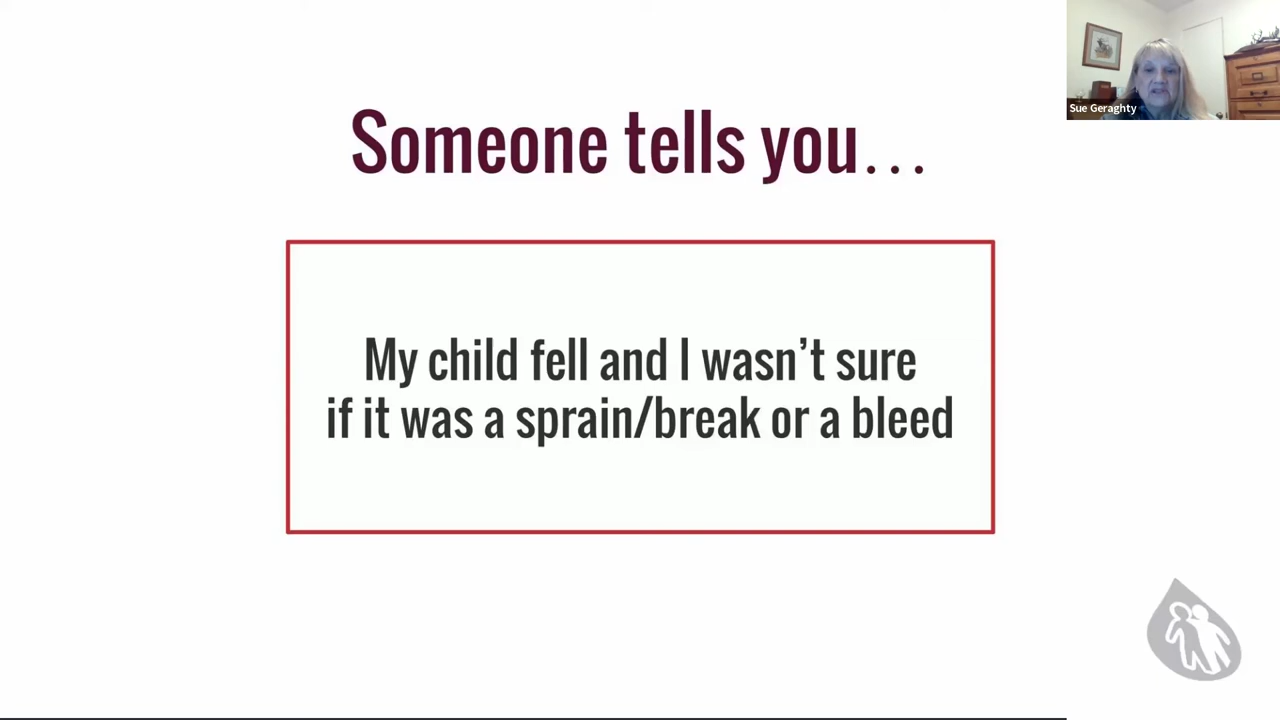 Sue Geraghty
Someone tells you…
My child fell and I wasn’t sure
if it was a sprain/break or a bleed